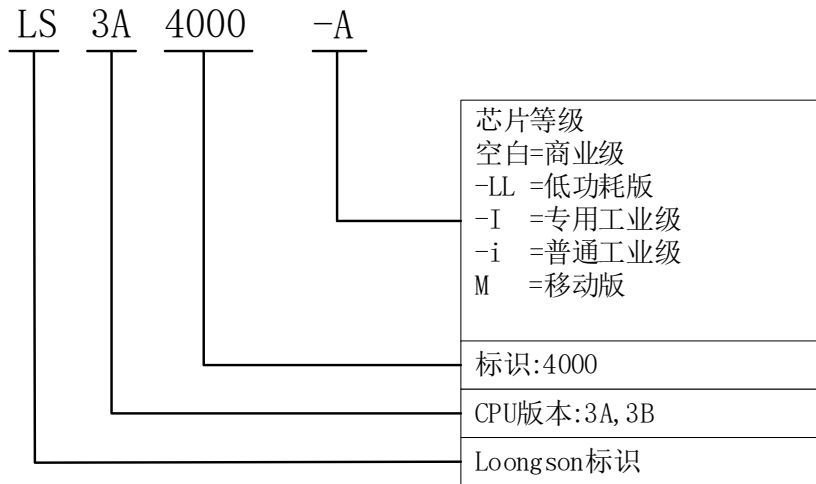 LS 3A 4000 -A
芯片等级
空白=商业级
-LL =低功耗版
-I =专用工业级
-i =普通工业级
M =移动版
标识:4000
CPU版本:3A,3B
Loongson标识